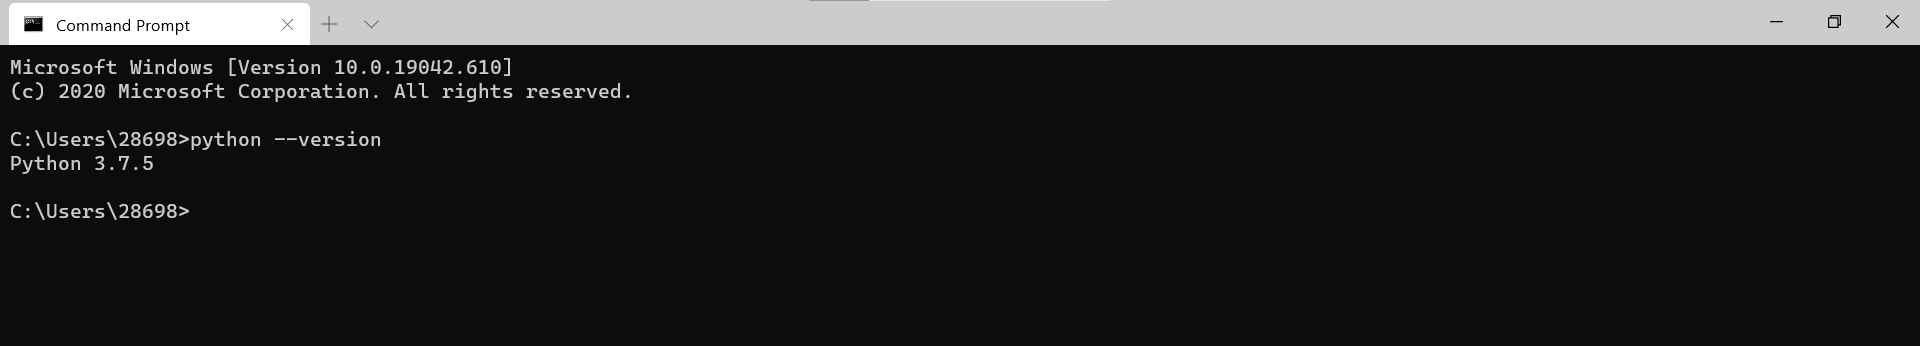 Command Prompt
Microsoft Windows [Version 10.0.19042.610]
(c) 2020 Microsoft Corporation. All rights reserved.
C:\Users\28698>python --version
Python 3.7.5
C:\Users\28698>